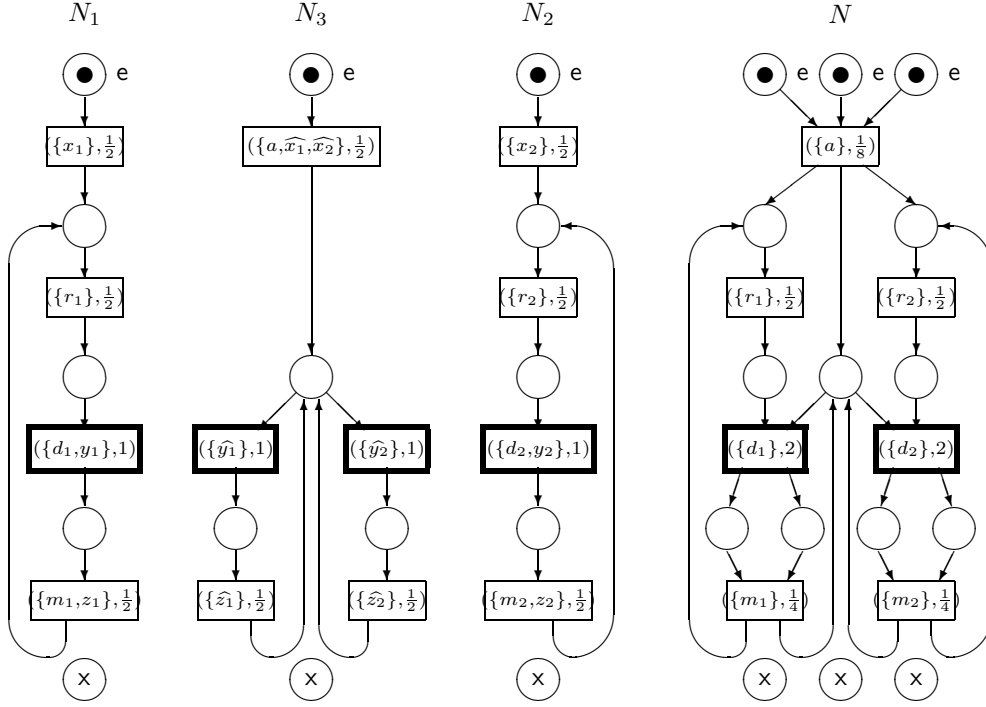 N₁ N₃ N₂ N
e e e e e e
({x₁},½) ({a,x̂₁,x̂₂},½) ({x₂},½) ({a},⅛)
({r₁},½) ({r₂},½) ({r₁},½) ({r₂},½)
({d₁,y₁},1) ({ŷ₁},1) ({ŷ₂},1) ({d₂,y₂},1) ({d₁},2) ({d₂},2)
({m₁,z₁},½) ({ẑ₁},½) ({ẑ₂},½) ({m₂,z₂},½) ({m₁},¼) ({m₂},¼)
x x x x x x